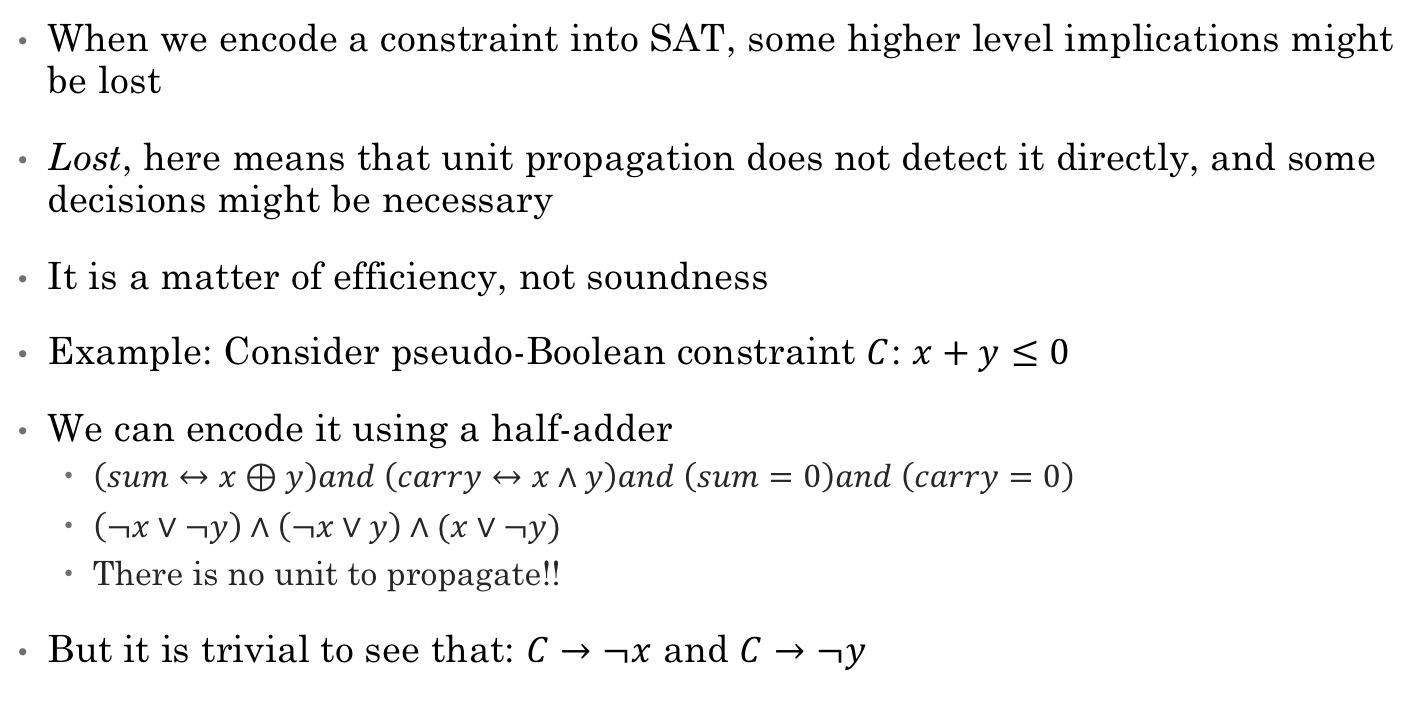 • When we encode a constraint into SAT, some higher level implications might
be lost
• Lost, here means that unit propagation does not detect it directly, and some
decisions might be necessary
• It is a matter of efficiency, not soundness
• Example: Consider pseudo-Boolean constraint C: x + y ≤ 0
• We can encode it using a half-adder
• (sum ↔ x ⊕ y)and (carry ↔ x ∧ y)and (sum = 0)and (carry = 0)
• (¬x ∨ ¬y) ∧ (¬x ∨ y) ∧ (x ∨ ¬y)
• There is no unit to propagate!!
• But it is trivial to see that: C → ¬x and C → ¬y